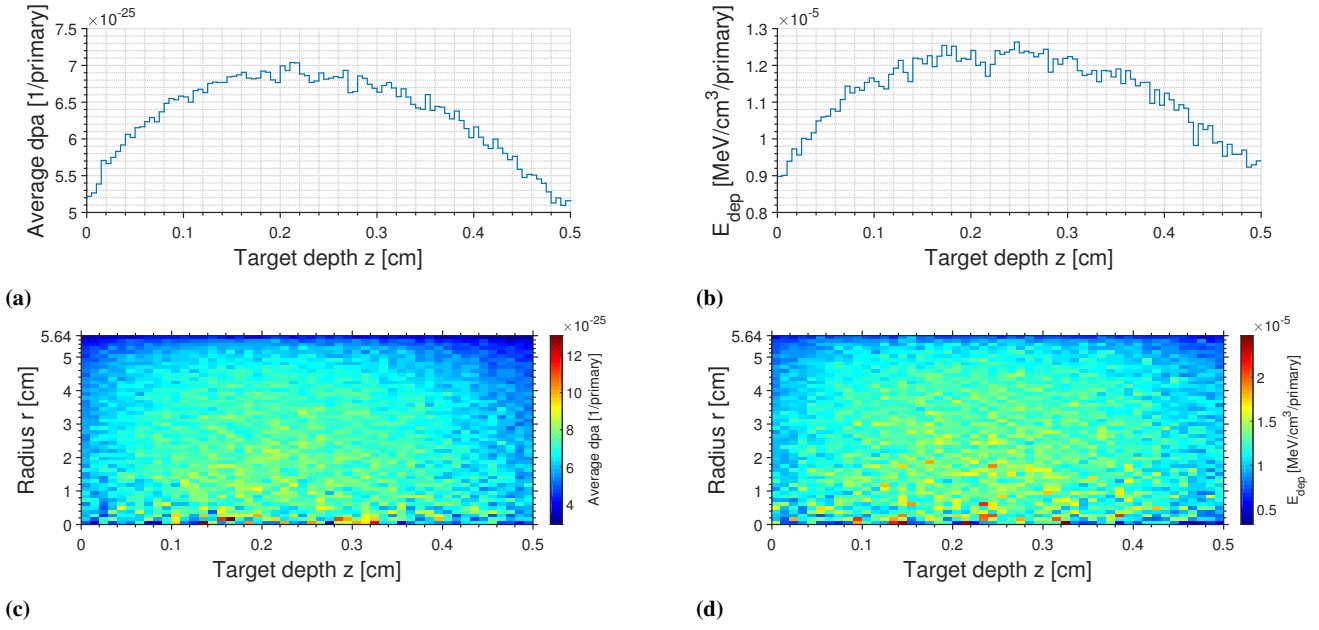 ×10^-25
7.5
7
6.5
6
5.5
5
Average dpa [1/primary]
0 0.1 0.2 0.3 0.4 0.5
Target depth z [cm]
(a)
×10^-5
1.3
1.2
1.1
1
0.9
0.8
E_dep [MeV/cm^3/primary]
0 0.1 0.2 0.3 0.4 0.5
Target depth z [cm]
(b)
5.64
5
4
3
2
1
0
Radius r [cm]
0 0.1 0.2 0.3 0.4 0.5
Target depth z [cm]
×10^-25
12
10
8
6
4
Average dpa [1/primary]
(c)
5.64
5
4
3
2
1
0
Radius r [cm]
0 0.1 0.2 0.3 0.4 0.5
Target depth z [cm]
×10^-5
2
1.5
1
0.5
E_dep [MeV/cm^3/primary]
(d)